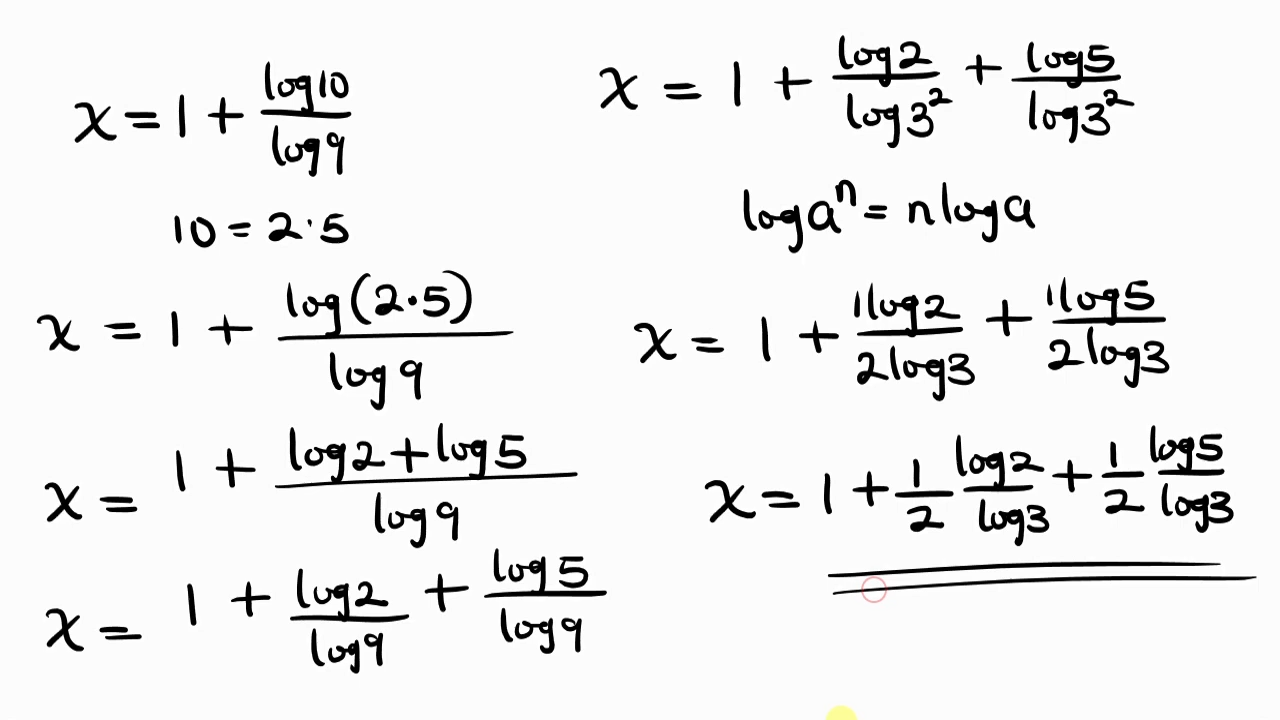 x = 1 + log10/log9
10 = 2·5
x = 1 + log(2·5)/log9
x = 1 + (log2 + log5)/log9
x = 1 + log2/log9 + log5/log9
x = 1 + log2/log3² + log5/log3²
logaⁿ = nloga
x = 1 + 1log2/2log3 + 1log5/2log3
x = 1 + 1/2 log2/log3 + 1/2 log5/log3